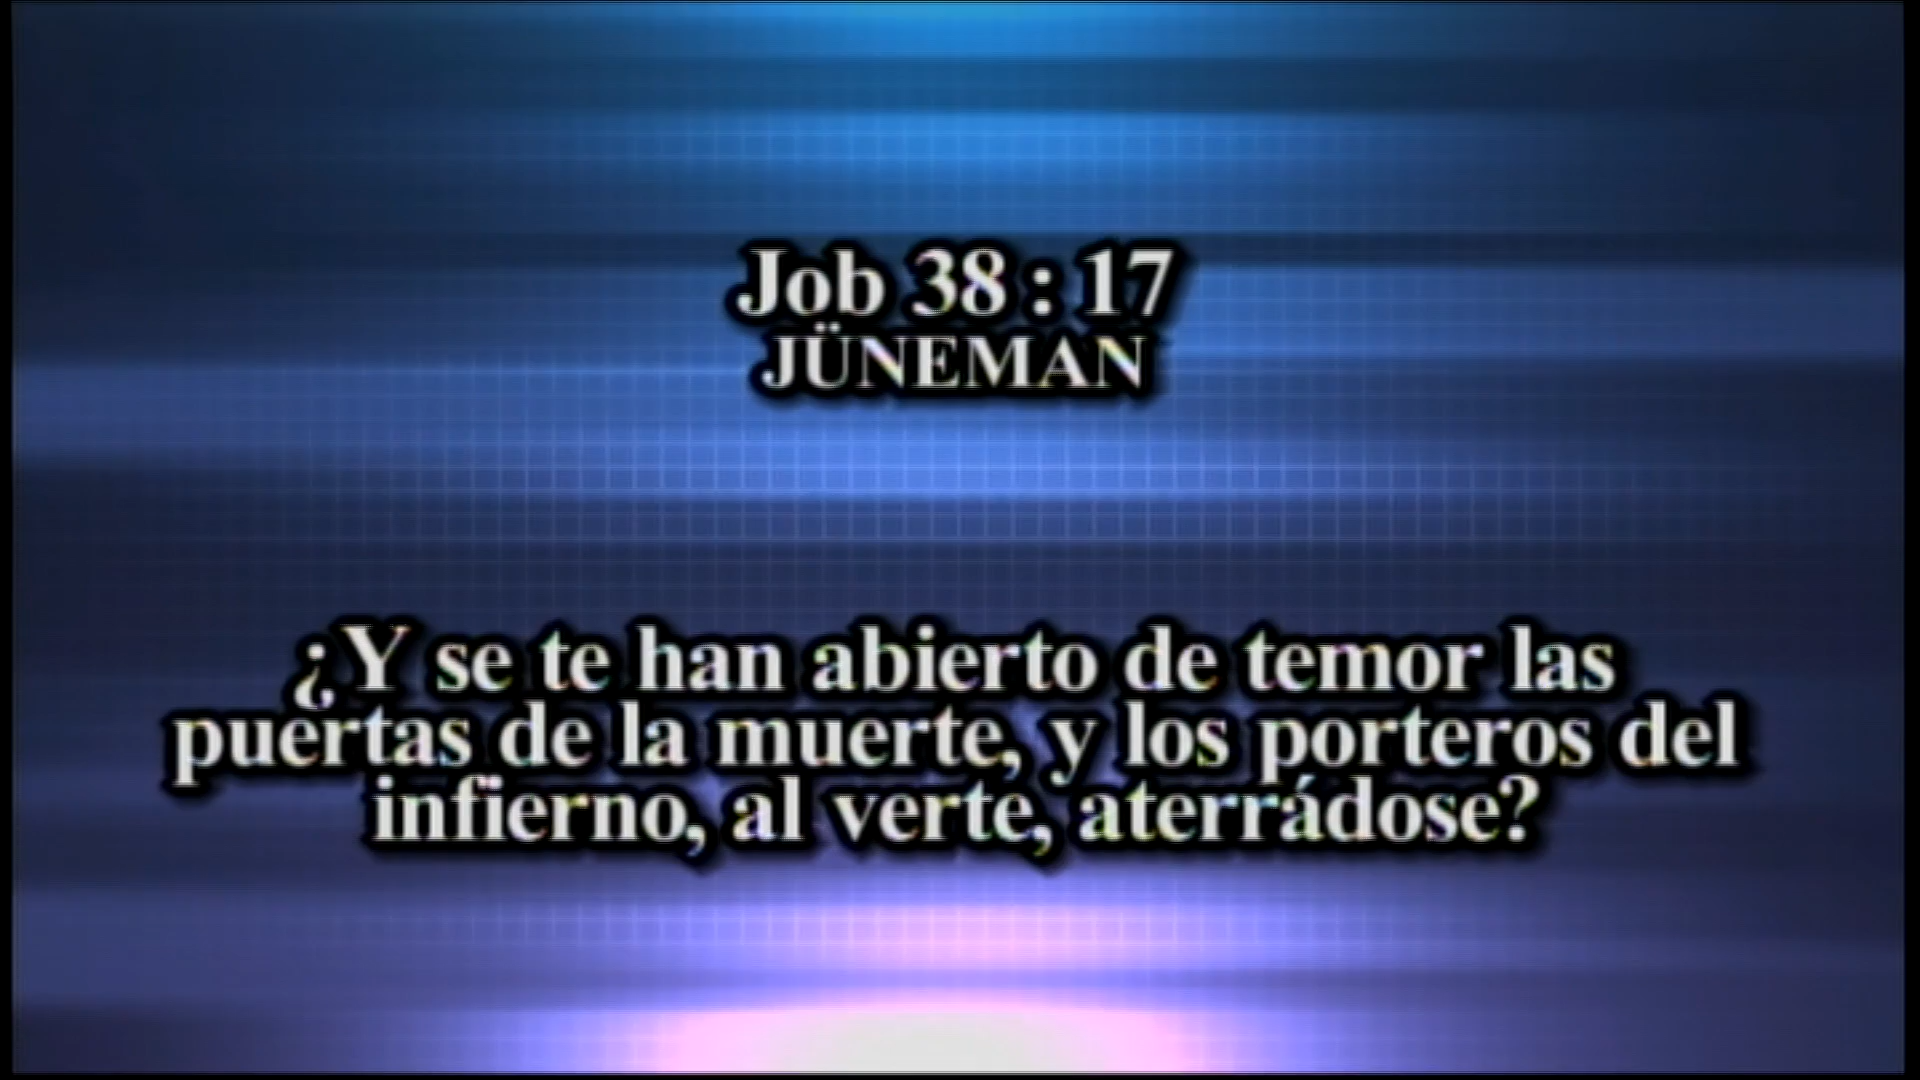 Job 38 : 17
JÜNEMAN
¿Y se te han abierto de temor las
puertas de la muerte, y los porteros del
infierno, al verte, aterrádose?